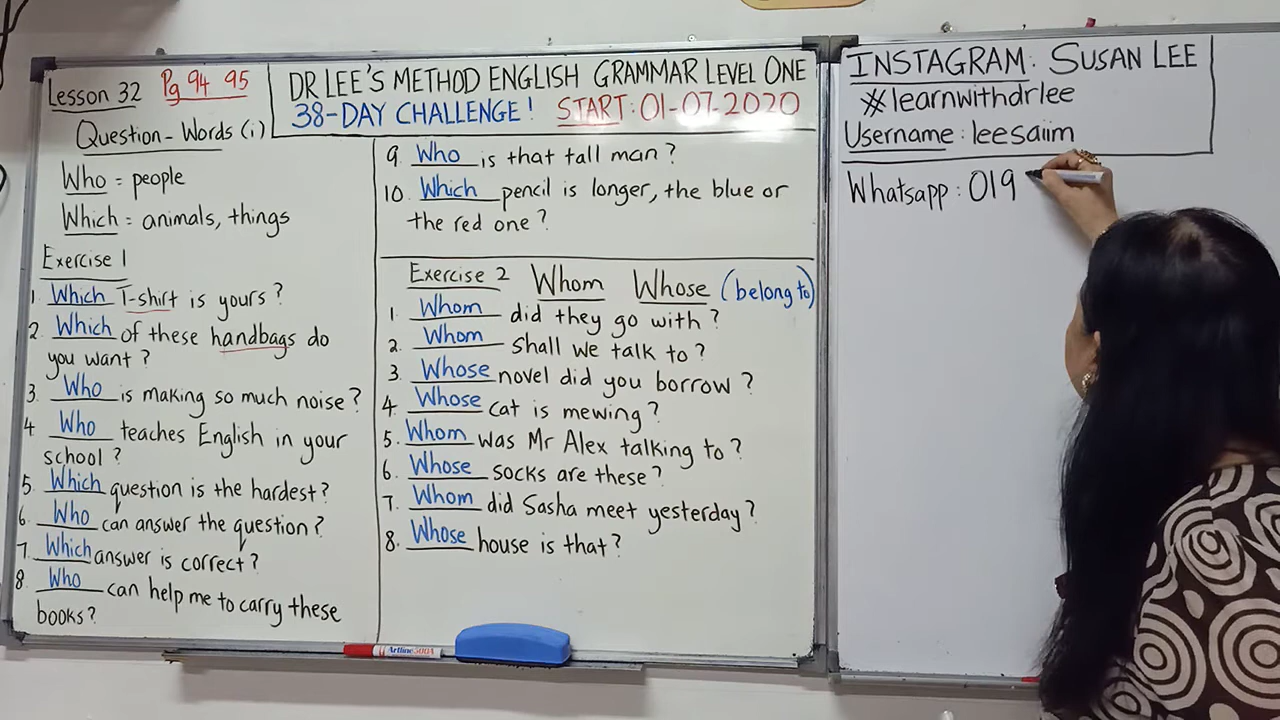 Lesson 32 Pg 94 95
Question-Words (i)
Who = people
Which = animals, things
Exercise 1
1. Which T-shirt is yours?
2. Which of these handbags do
you want?
3. Who is making so much noise?
4. Who teaches English in your
school?
5. Which question is the hardest?
6. Who can answer the question?
7. Which answer is correct?
8. Who can help me to carry these
books?
DR LEE'S METHOD ENGLISH GRAMMAR LEVEL ONE
38-DAY CHALLENGE! START: 01-07-2020
9. Who is that tall man?
10. Which pencil is longer, the blue or
the red one?
Exercise 2 Whom Whose (belong to)
1. Whom did they go with?
2. Whom shall we talk to?
3. Whose novel did you borrow?
4. Whose cat is mewing?
5. Whom was Mr Alex talking to?
6. Whose socks are these?
7. Whom did Sasha meet yesterday?
8. Whose house is that?
Artline 500A
INSTAGRAM: SUSAN LEE
#learnwithdrlee
Username: leesaiim
Whatsapp: 019